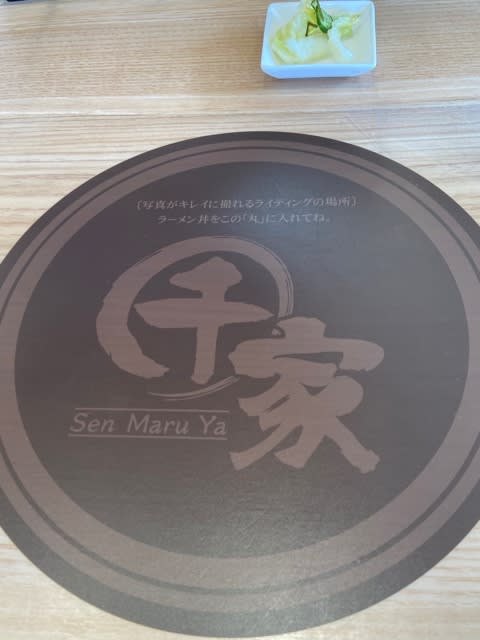 〔写真がキレイに撮れるライティングの場所〕
ラーメン丼をこの「丸」に入れてね。
千家
Sen Maru Ya